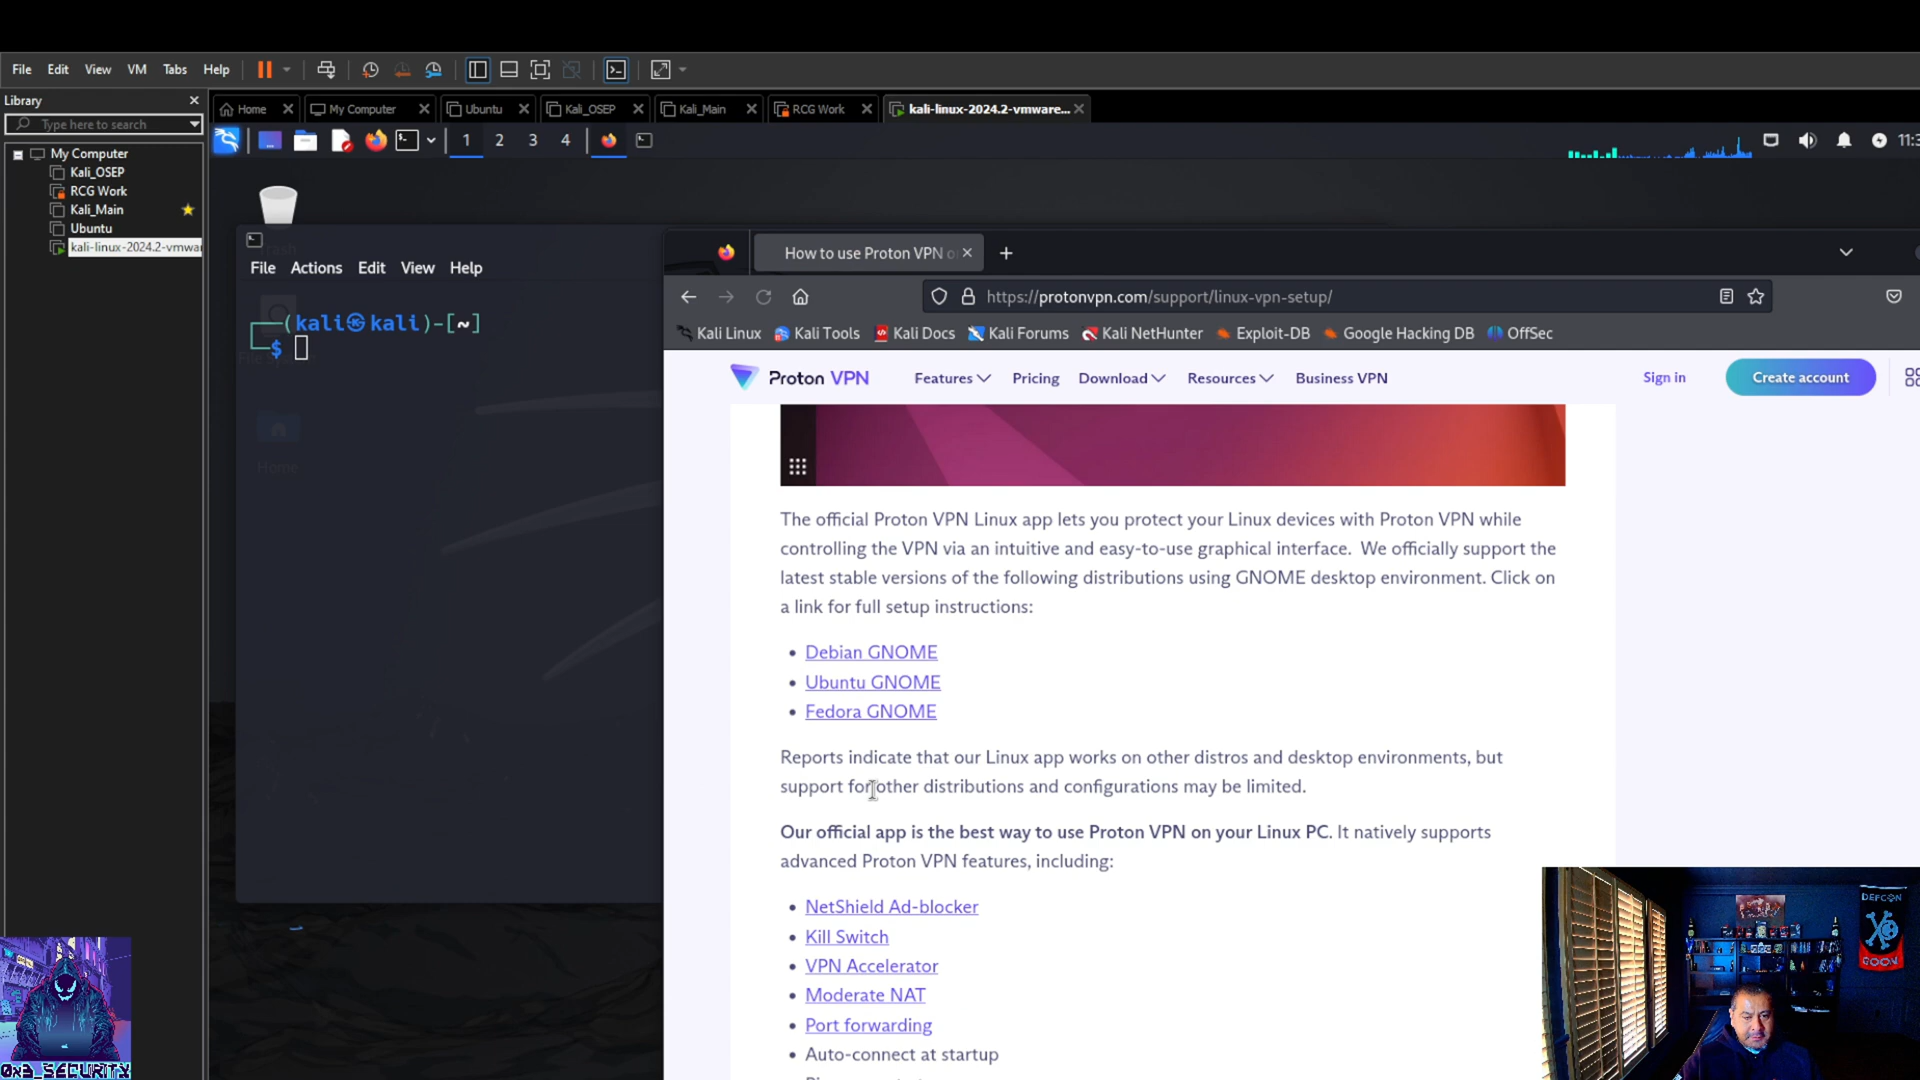 File Edit View VM Tabs Help
Library
Type here to search
My Computer
Kali_OSEP
RCG Work
Kali_Main
Ubuntu
kali-linux-2024.2-vmwa
Home My Computer Ubuntu Kali_OSEP Kali_Main RCG Work kali-linux-2024.2-vmware...
1 2 3 4
11:3
Home
File Actions Edit View Help
(kali㉿kali)-[~]
$
How to use Proton VPN o
https://protonvpn.com/support/linux-vpn-setup/
Kali Linux Kali Tools Kali Docs Kali Forums Kali NetHunter Exploit-DB Google Hacking DB OffSec
Proton VPN Features Pricing Download Resources Business VPN Sign in Create account
The official Proton VPN Linux app lets you protect your Linux devices with Proton VPN while
controlling the VPN via an intuitive and easy-to-use graphical interface. We officially support the
latest stable versions of the following distributions using GNOME desktop environment. Click on
a link for full setup instructions:
• Debian GNOME
• Ubuntu GNOME
• Fedora GNOME
Reports indicate that our Linux app works on other distros and desktop environments, but
support for other distributions and configurations may be limited.
Our official app is the best way to use Proton VPN on your Linux PC. It natively supports
advanced Proton VPN features, including:
• NetShield Ad-blocker
• Kill Switch
• VPN Accelerator
• Moderate NAT
• Port forwarding
• Auto-connect at startup
DEFCON
GOON
0x3_SECURITY